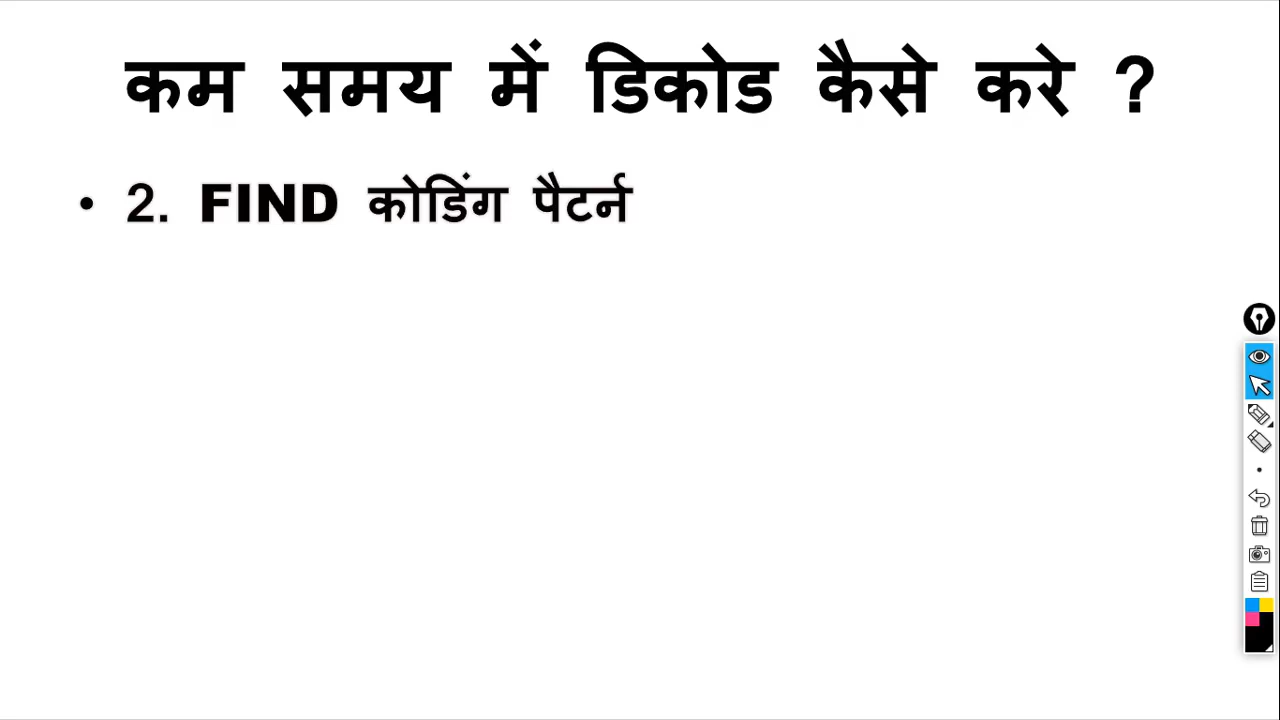 कम समय में डिकोड कैसे करे ?
• 2. FIND कोडिंग पैटर्न